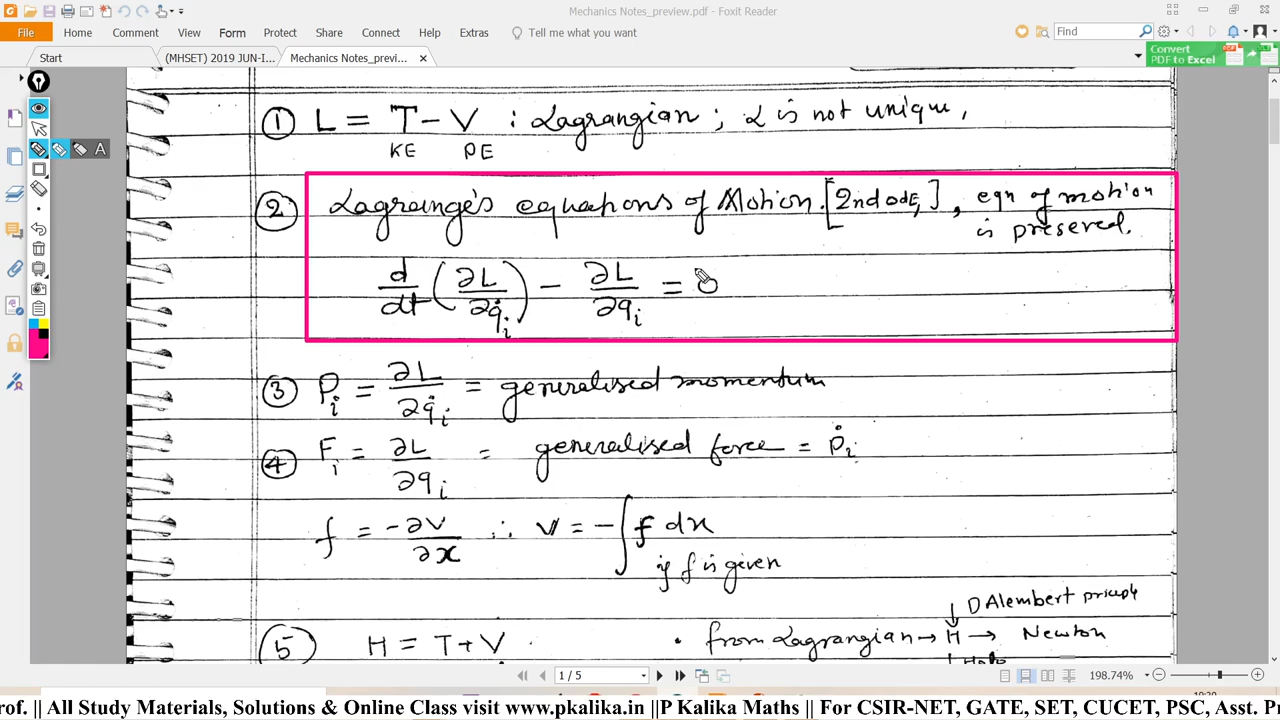 Mechanics Notes_preview.pdf - Foxit Reader
File Home Comment View Form Protect Share Connect Help Extras Tell me what you want Find
Start (MHSET) 2019 JUN-I... Mechanics Notes_previ... × Convert PDF to Excel
① L = T - V : Lagrangian ; L is not unique,
KE PE
② Lagrange's equations of Motion. [2nd ode,] , eqn of motion
is presered.
d/dt (∂L/∂q̇i) - ∂L/∂qi = 0
③ Pi = ∂L/∂q̇i = generalised momentum
④ Fi = ∂L/∂qi = generalised force = Ṗi
f = -∂V/∂x ∴ V = -∫ f dx
if f is given
↓ D Alembert principle
⑤ H = T + V . • from Lagrangian → H → Newton
1 / 5 198.74%
rof. || All Study Materials, Solutions & Online Class visit www.pkalika.in ||P Kalika Maths || For CSIR-NET, GATE, SET, CUCET, PSC, Asst. P